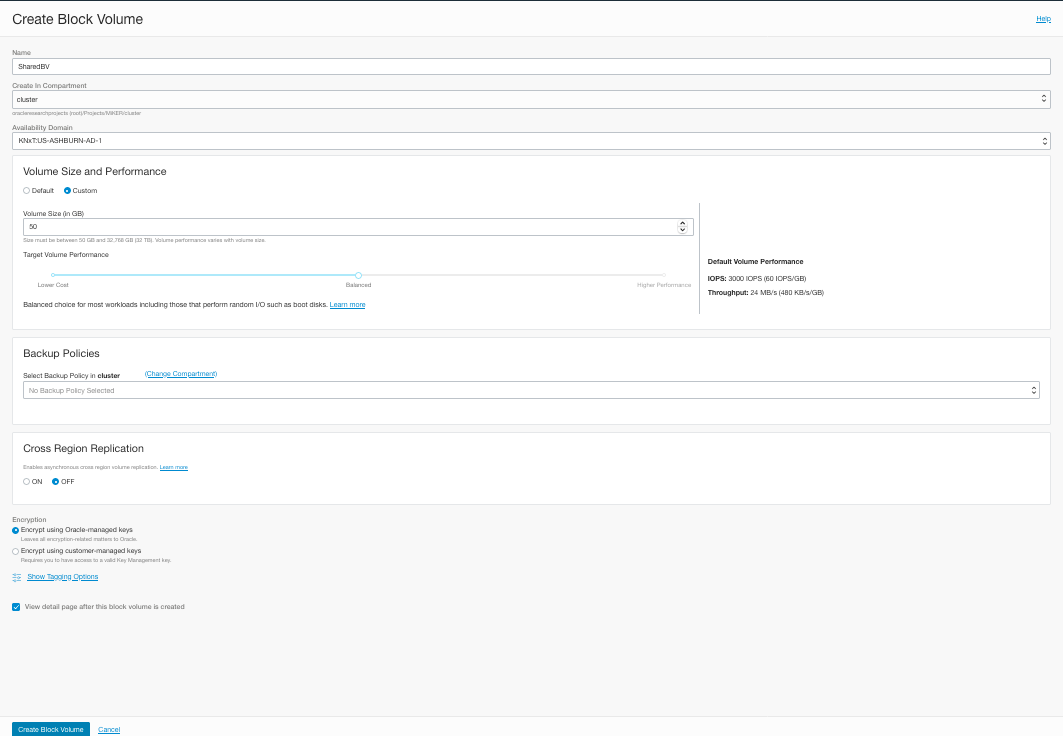 Create Block Volume
Help
Name
SharedBV
Create In Compartment
cluster
oracleresearchprojects (root)/Projects/MIKER/cluster
Availability Domain
KNxT:US-ASHBURN-AD-1
Volume Size and Performance
Default Custom
Volume Size (in GB)
50
Size must be between 50 GB and 32,768 GB (32 TB). Volume performance varies with volume size.
Target Volume Performance
Lower Cost Balanced Higher Performance
Balanced choice for most workloads including those that perform random I/O such as boot disks. Learn more
Default Volume Performance
IOPS: 3000 IOPS (60 IOPS/GB)
Throughput: 24 MB/s (480 KB/s/GB)
Backup Policies
Select Backup Policy in cluster (Change Compartment)
No Backup Policy Selected
Cross Region Replication
Enables asynchronous cross region volume replication. Learn more
ON OFF
Encryption
Encrypt using Oracle-managed keys
Leaves all encryption-related matters to Oracle.
Encrypt using customer-managed keys
Requires you to have access to a valid Key Management key.
Show Tagging Options
View detail page after this block volume is created
Create Block Volume Cancel